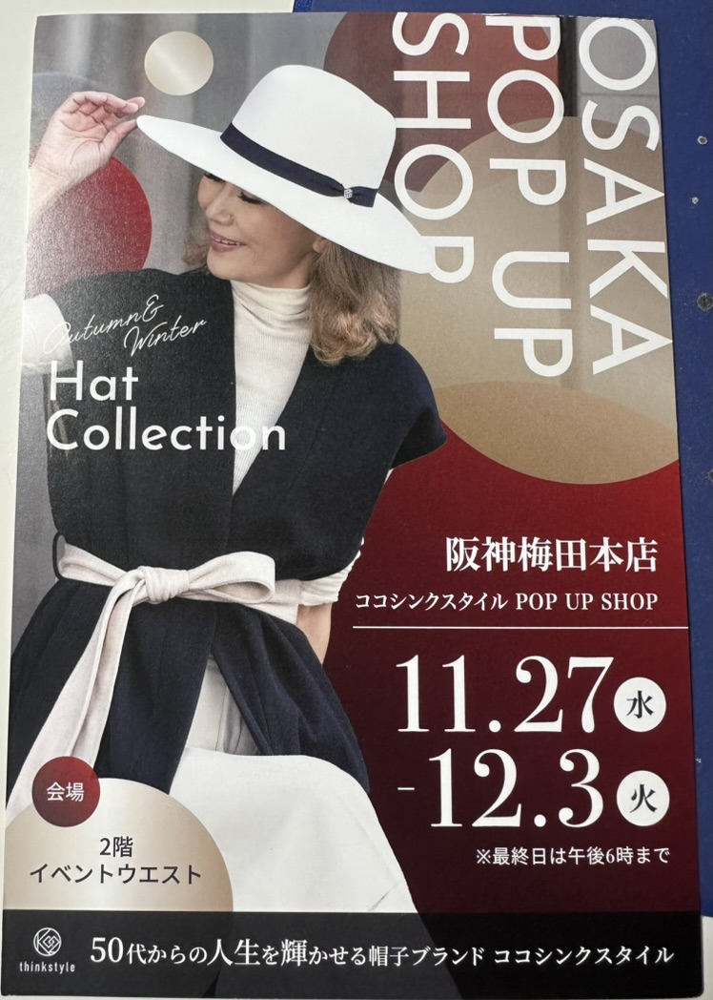 OSAKA
POP UP
SHOP
Autumn&
Winter
Hat
Collection
阪神梅田本店
ココシンクスタイル POP UP SHOP
11.27 水
-12.3 火
※最終日は午後6時まで
会場
2階
イベントウエスト
thinkstyle
50代からの人生を輝かせる帽子ブランド ココシンクスタイル